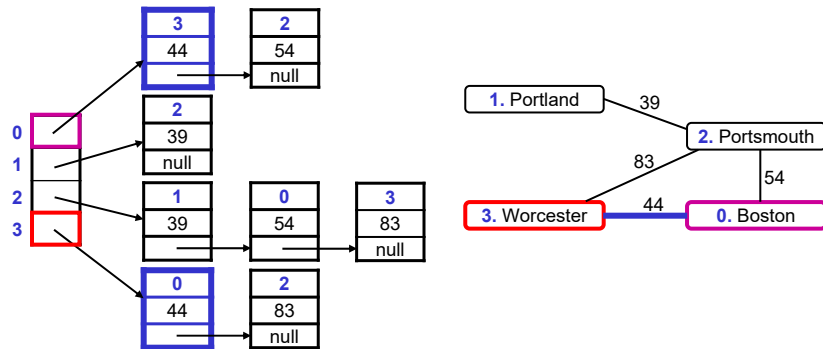 3 2
44 54
null
0
1
2
3
2
39
null
1 0 3
39 54 83
null
0 2
44 83
null
1. Portland
39
2. Portsmouth
83
54
3. Worcester
44
0. Boston